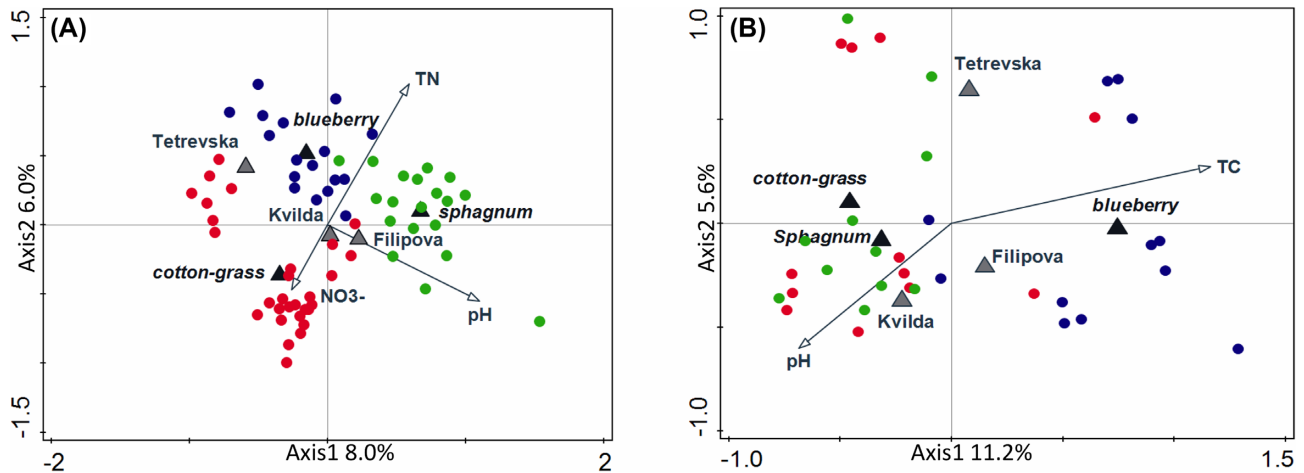 (A)
1.5
TN
blueberry
Tetrevska
Kvilda
sphagnum
Filipova
cotton-grass
NO3-
pH
Axis2 6.0%
-1.5
-2
Axis1 8.0%
2
(B)
1.0
Tetrevska
TC
cotton-grass
blueberry
Sphagnum
Filipova
Kvilda
pH
Axis2 5.6%
-1.0
-1.0
Axis1 11.2%
1.5